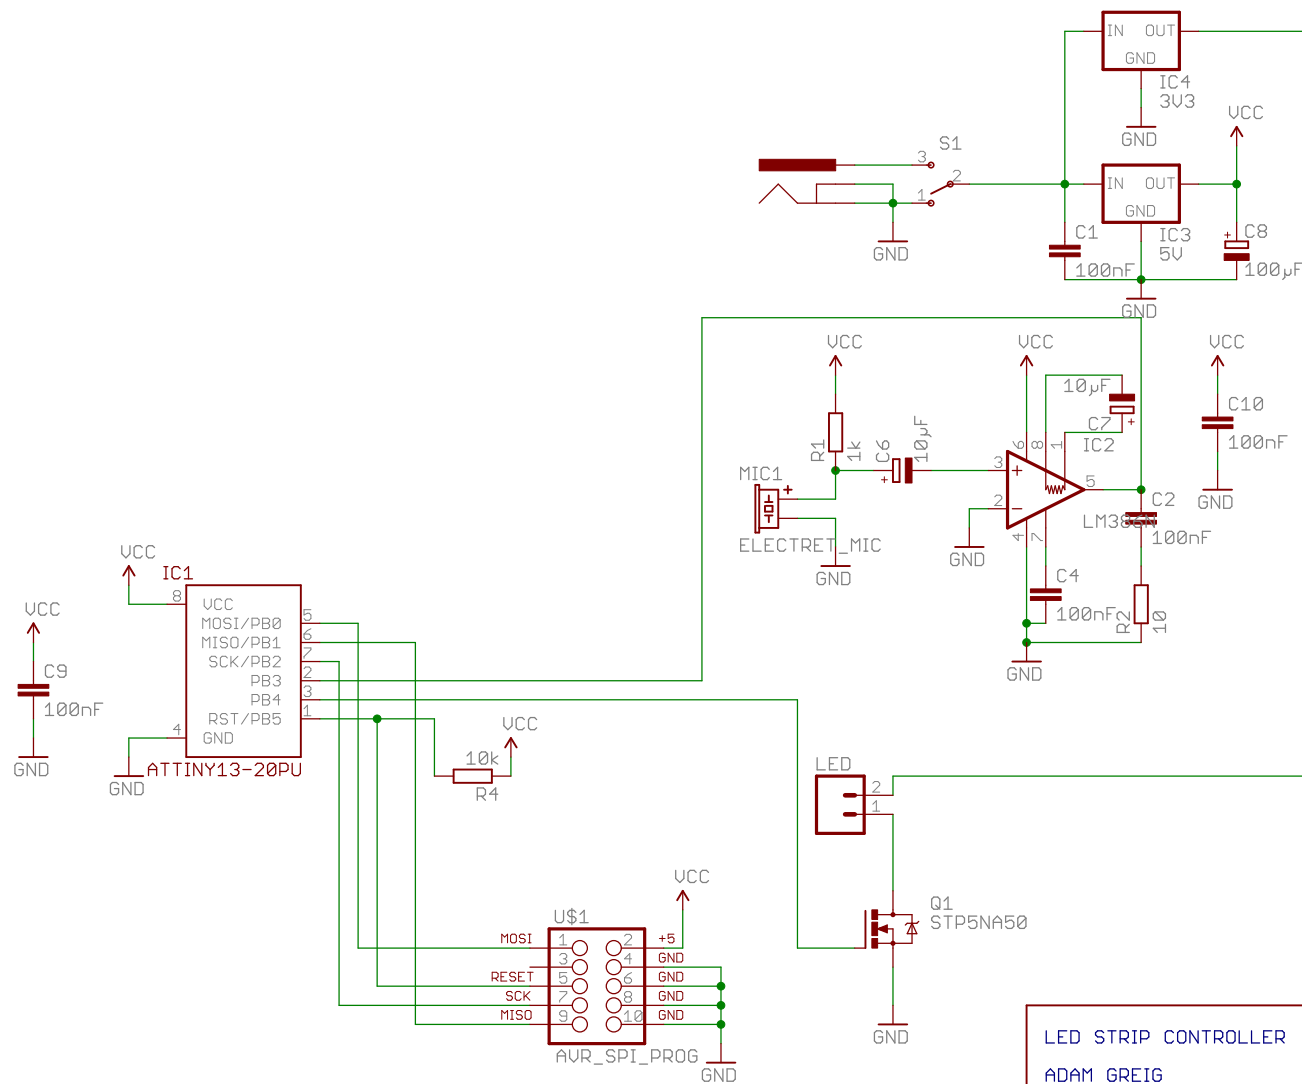 IN OUT
GND
IC4
3V3
GND
VCC
S1
3
2
1
GND
IN OUT
GND
IC3
5V
C1
100nF
C8
+
100µF
GND
VCC
R1
1k
C6
10µF
+
MIC1
+
ELECTRET_MIC
GND
VCC
10µF
C7
+
IC2
6
8
1
3
+
2
-
5
4
7
LM386N
GND
C2
100nF
C4
100nF
R2
10
GND
VCC
C10
100nF
GND
VCC
IC1
8
VCC
MOSI/PB0
5
MISO/PB1
6
SCK/PB2
7
PB3
2
PB4
3
RST/PB5
1
4
GND
ATTINY13-20PU
GND
VCC
C9
100nF
GND
VCC
10k
R4
LED
2
1
Q1
STP5NA50
GND
VCC
U$1
MOSI 1 2 +5
3 4 GND
RESET 5 6 GND
SCK 7 8 GND
MISO 9 10 GND
AVR_SPI_PROG
GND
LED STRIP CONTROLLER
ADAM GREIG